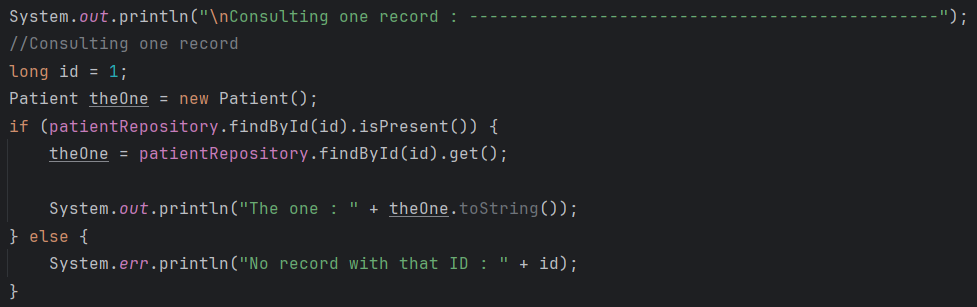 System.out.println("\nConsulting one record : -----------------------------------------------");
//Consulting one record
long id = 1;
Patient theOne = new Patient();
if (patientRepository.findById(id).isPresent()) {
    theOne = patientRepository.findById(id).get();

    System.out.println("The one : " + theOne.toString());
} else {
    System.err.println("No record with that ID : " + id);
}